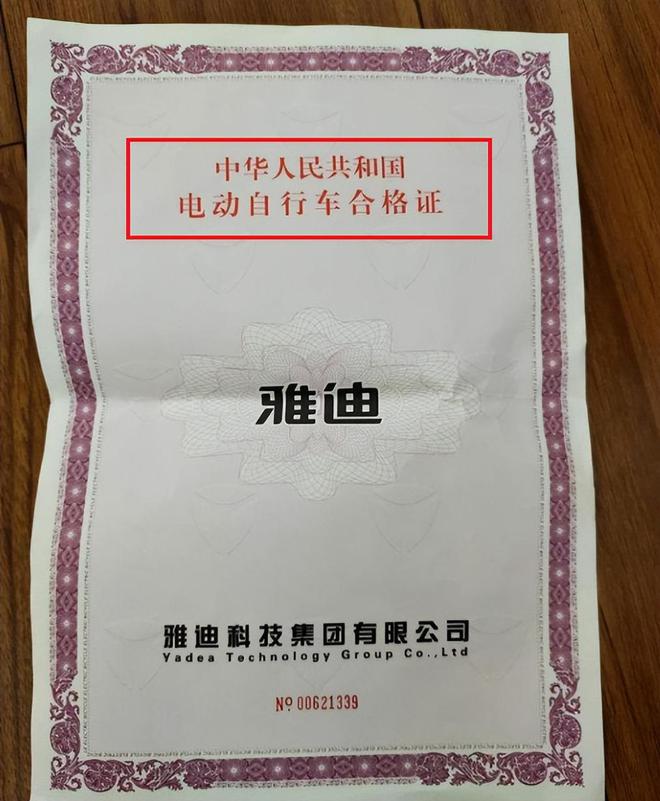 中华人民共和国
电动自行车合格证
雅迪
雅迪科技集团有限公司
Yadea Technology Group Co.,Ltd
№ 00621339